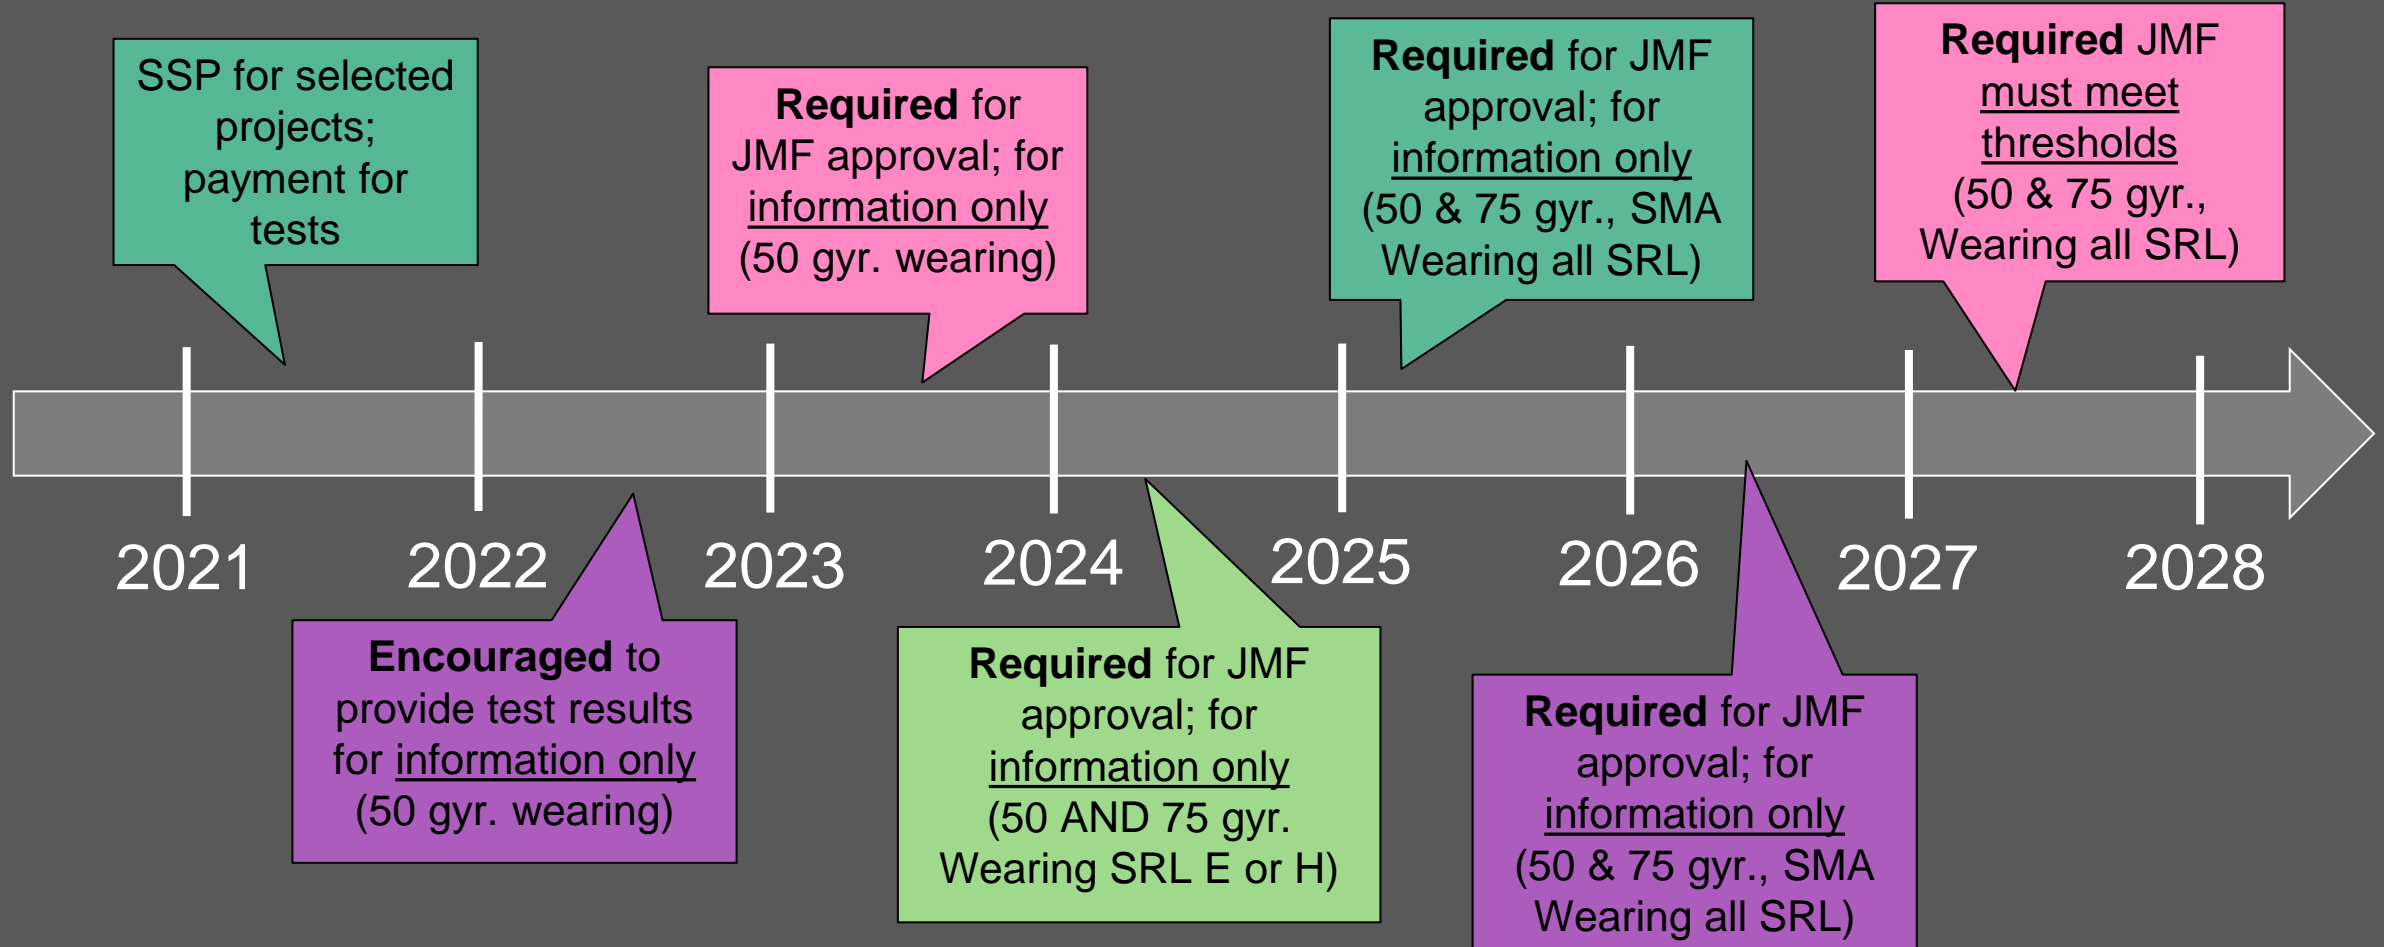 SSP for selected
projects;
payment for
tests
Required for
JMF approval; for
information only
(50 gyr. wearing)
Required for JMF
approval; for
information only
(50 & 75 gyr., SMA
Wearing all SRL)
Required JMF
must meet
thresholds
(50 & 75 gyr.,
Wearing all SRL)
2021
2022
2023
2024
2025
2026
2027
2028
Encouraged to
provide test results
for information only
(50 gyr. wearing)
Required for JMF
approval; for
information only
(50 AND 75 gyr.
Wearing SRL E or H)
Required for JMF
approval; for
information only
(50 & 75 gyr., SMA
Wearing all SRL)